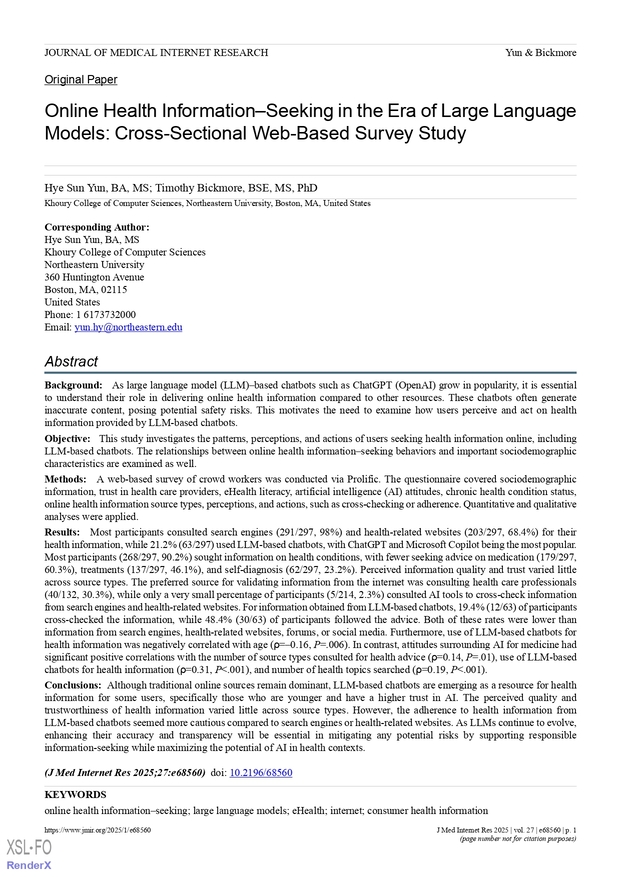 JOURNAL OF MEDICAL INTERNET RESEARCH Yun & Bickmore
Original Paper
Online Health Information–Seeking in the Era of Large Language
Models: Cross-Sectional Web-Based Survey Study
Hye Sun Yun, BA, MS; Timothy Bickmore, BSE, MS, PhD
Khoury College of Computer Sciences, Northeastern University, Boston, MA, United States
Corresponding Author:
Hye Sun Yun, BA, MS
Khoury College of Computer Sciences
Northeastern University
360 Huntington Avenue
Boston, MA, 02115
United States
Phone: 1 6173732000
Email: yun.hy@northeastern.edu
Abstract
Background: As large language model (LLM)–based chatbots such as ChatGPT (OpenAI) grow in popularity, it is essential
to understand their role in delivering online health information compared to other resources. These chatbots often generate
inaccurate content, posing potential safety risks. This motivates the need to examine how users perceive and act on health
information provided by LLM-based chatbots.
Objective: This study investigates the patterns, perceptions, and actions of users seeking health information online, including
LLM-based chatbots. The relationships between online health information–seeking behaviors and important sociodemographic
characteristics are examined as well.
Methods: A web-based survey of crowd workers was conducted via Prolific. The questionnaire covered sociodemographic
information, trust in health care providers, eHealth literacy, artificial intelligence (AI) attitudes, chronic health condition status,
online health information source types, perceptions, and actions, such as cross-checking or adherence. Quantitative and qualitative
analyses were applied.
Results: Most participants consulted search engines (291/297, 98%) and health-related websites (203/297, 68.4%) for their
health information, while 21.2% (63/297) used LLM-based chatbots, with ChatGPT and Microsoft Copilot being the most popular.
Most participants (268/297, 90.2%) sought information on health conditions, with fewer seeking advice on medication (179/297,
60.3%), treatments (137/297, 46.1%), and self-diagnosis (62/297, 23.2%). Perceived information quality and trust varied little
across source types. The preferred source for validating information from the internet was consulting health care professionals
(40/132, 30.3%), while only a very small percentage of participants (5/214, 2.3%) consulted AI tools to cross-check information
from search engines and health-related websites. For information obtained from LLM-based chatbots, 19.4% (12/63) of participants
cross-checked the information, while 48.4% (30/63) of participants followed the advice. Both of these rates were lower than
information from search engines, health-related websites, forums, or social media. Furthermore, use of LLM-based chatbots for
health information was negatively correlated with age (ρ=–0.16, P=.006). In contrast, attitudes surrounding AI for medicine had
significant positive correlations with the number of source types consulted for health advice (ρ=0.14, P=.01), use of LLM-based
chatbots for health information (ρ=0.31, P<.001), and number of health topics searched (ρ=0.19, P<.001).
Conclusions: Although traditional online sources remain dominant, LLM-based chatbots are emerging as a resource for health
information for some users, specifically those who are younger and have a higher trust in AI. The perceived quality and
trustworthiness of health information varied little across source types. However, the adherence to health information from
LLM-based chatbots seemed more cautious compared to search engines or health-related websites. As LLMs continue to evolve,
enhancing their accuracy and transparency will be essential in mitigating any potential risks by supporting responsible
information-seeking while maximizing the potential of AI in health contexts.
(J Med Internet Res 2025;27:e68560) doi: 10.2196/68560
KEYWORDS
online health information–seeking; large language models; eHealth; internet; consumer health information
https://www.jmir.org/2025/1/e68560 J Med Internet Res 2025 | vol. 27 | e68560 | p. 1
(page number not for citation purposes)
XSL•FO
RenderX